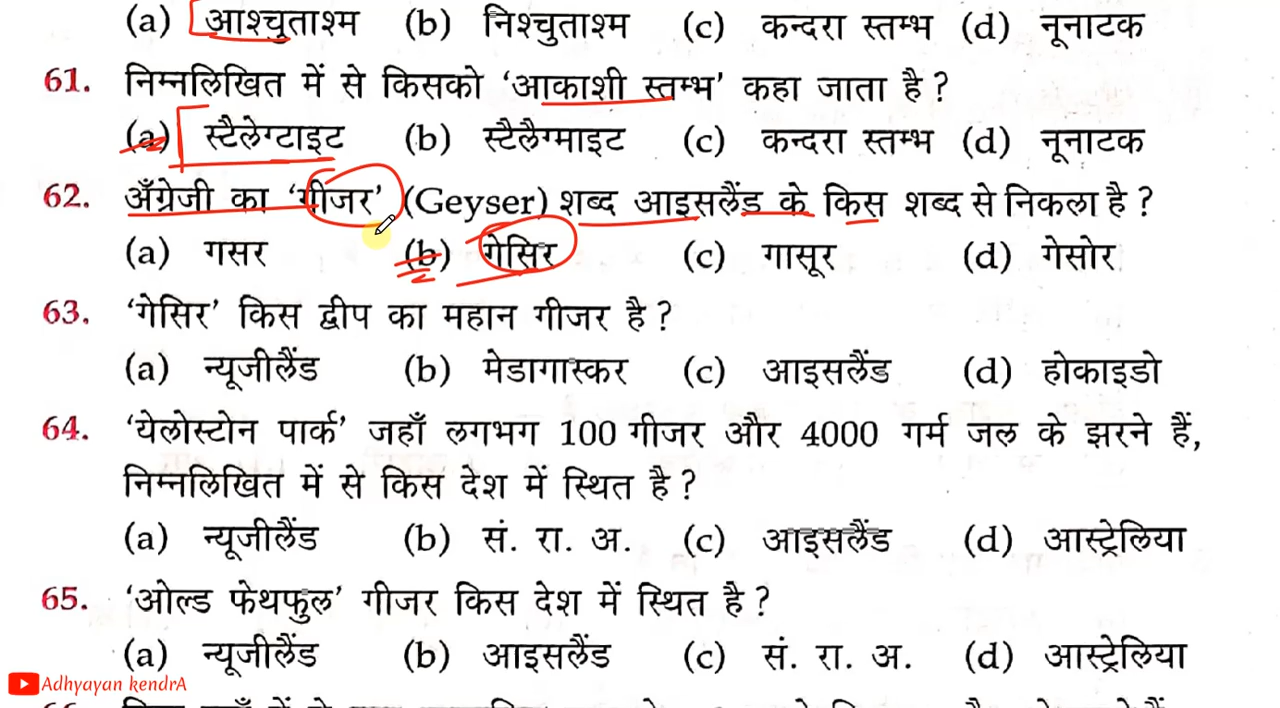 (a) आश्चुताश्म (b) निश्चुताश्म (c) कन्दरा स्तम्भ (d) नूनाटक
61. निम्नलिखित में से किसको ‘आकाशी स्तम्भ’ कहा जाता है ?
(a) स्टैलेग्टाइट (b) स्टैलैग्माइट (c) कन्दरा स्तम्भ (d) नूनाटक
62. अँग्रेजी का ‘गीजर’ (Geyser) शब्द आइसलैंड के किस शब्द से निकला है ?
(a) गसर (b) गेसिर (c) गासूर (d) गेसोर
63. ‘गेसिर’ किस द्वीप का महान गीजर है ?
(a) न्यूजीलैंड (b) मेडागास्कर (c) आइसलैंड (d) होकाइडो
64. ‘येलोस्टोन पार्क’ जहाँ लगभग 100 गीजर और 4000 गर्म जल के झरने हैं,
निम्नलिखित में से किस देश में स्थित है ?
(a) न्यूजीलैंड (b) सं. रा. अ. (c) आइसलैंड (d) आस्ट्रेलिया
65. ‘ओल्ड फेथफुल’ गीजर किस देश में स्थित है ?
(a) न्यूजीलैंड (b) आइसलैंड (c) सं. रा. अ. (d) आस्ट्रेलिया
Adhyayan kendrA